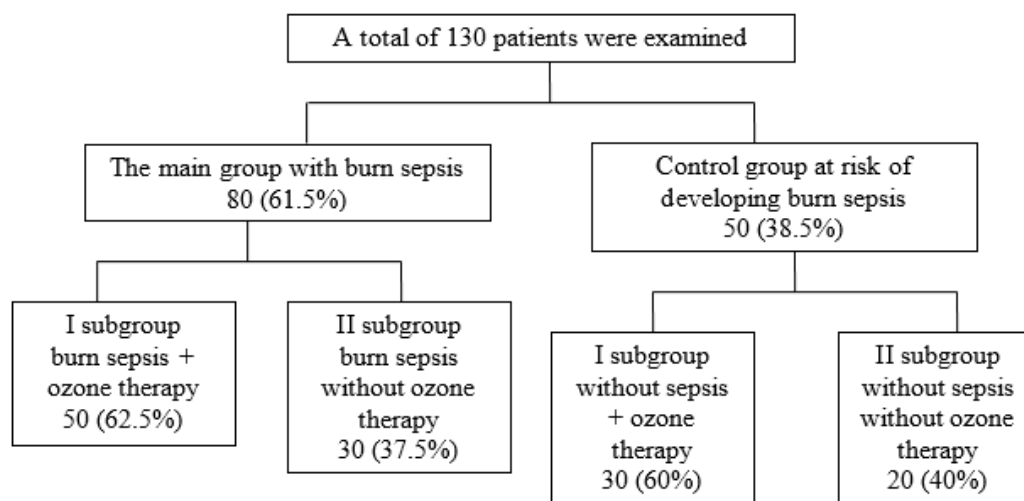 A total of 130 patients were examined
The main group with burn sepsis
80 (61.5%)
Control group at risk of
developing burn sepsis
50 (38.5%)
I subgroup
burn sepsis +
ozone therapy
50 (62.5%)
II subgroup
burn sepsis
without ozone
therapy
30 (37.5%)
I subgroup
without sepsis
+ ozone
therapy
30 (60%)
II subgroup
without sepsis
without ozone
therapy
20 (40%)